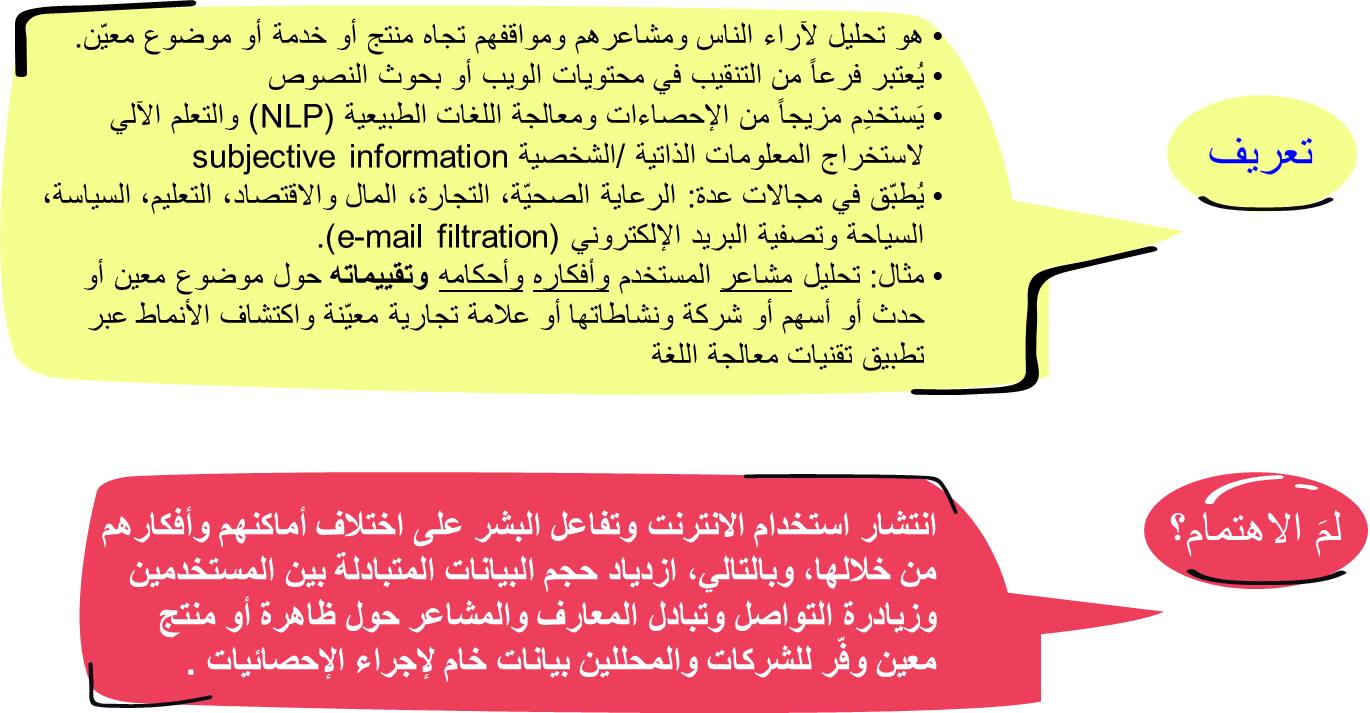 تعريف
• هو تحليل لآراء الناس ومشاعرهم ومواقفهم تجاه منتج أو خدمة أو موضوع معيّن.
• يُعتبر فرعاً من التنقيب في محتويات الويب أو بحوث النصوص
• يَستخدِم مزيجاً من الإحصاءات ومعالجة اللغات الطبيعية (NLP) والتعلم الآلي
لاستخراج المعلومات الذاتية /الشخصية subjective information
• يُطبّق في مجالات عدة: الرعاية الصحيّة، التجارة، المال والاقتصاد، التعليم، السياسة،
السياحة وتصفية البريد الإلكتروني (e-mail filtration).
• مثال: تحليل مشاعر المستخدم وأفكاره وأحكامه وتقييماته حول موضوع معين أو
حدث أو أسهم أو شركة ونشاطاتها أو علامة تجارية معيّنة واكتشاف الأنماط عبر
تطبيق تقنيات معالجة اللغة
لمَ الاهتمام؟
انتشار استخدام الانترنت وتفاعل البشر على اختلاف أماكنهم وأفكارهم
من خلالها، وبالتالي، ازدياد حجم البيانات المتبادلة بين المستخدمين
وزيادرة التواصل وتبادل المعارف والمشاعر حول ظاهرة أو منتج
معين وفّر للشركات والمحللين بيانات خام لإجراء الإحصائيات .